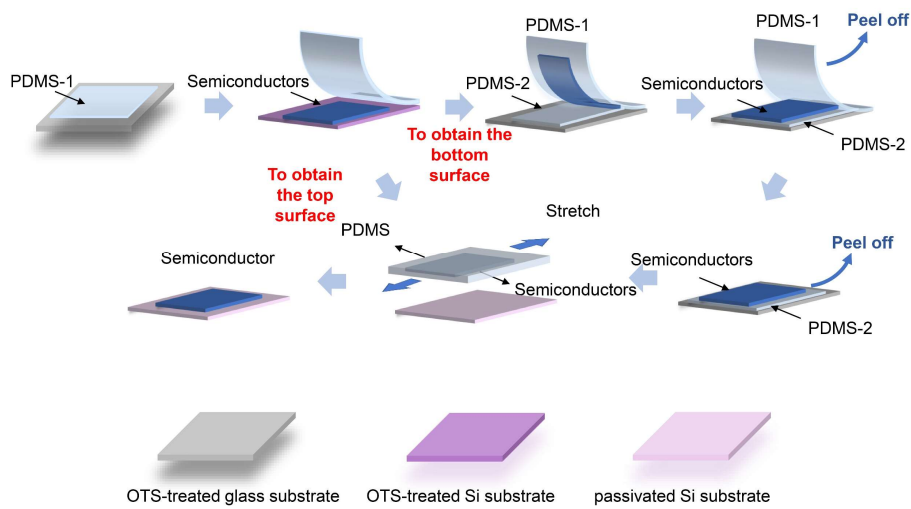 PDMS-1
Semiconductors
PDMS-1
PDMS-2
PDMS-1
Peel off
Semiconductors
PDMS-2
To obtain the
bottom
surface
To obtain
the top
surface
Semiconductor
PDMS
Stretch
Semiconductors
Peel off
Semiconductors
PDMS-2
OTS-treated glass substrate
OTS-treated Si substrate
passivated Si substrate